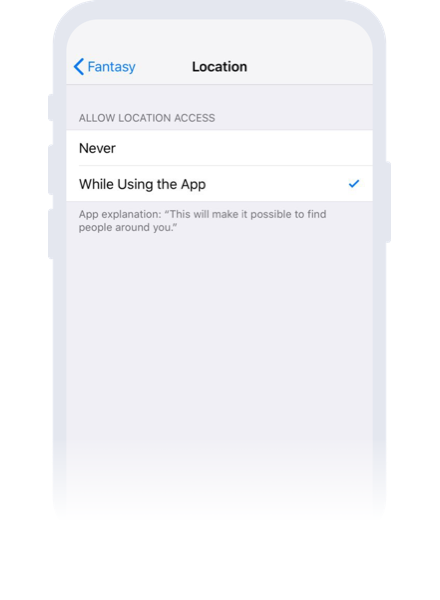 Fantasy
Location
ALLOW LOCATION ACCESS
Never
While Using the App
App explanation: “This will make it possible to find
people around you.”